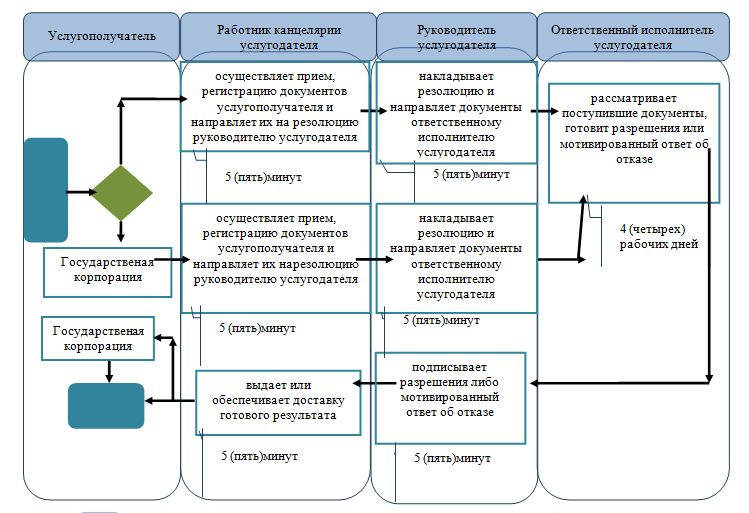 Услугополучатель
Работник канцелярии
услугодателя
Руководитель
услугодателя
Ответственный исполнитель
услугодателя
осуществляет прием,
регистрацию документов
услугополучателя и
направляет их на резолюцию
руководителю услугодателя
5 (пять)минут
накладывает
резолюцию и
направляет документы
ответственному
исполнителю
услугодателя
5 (пять)минут
рассматривает
поступившие документы,
готовит разрешения или
мотивированный ответ об
отказе
4 (четырех)
рабочих дней
Государственая
корпорация
осуществляет прием,
регистрацию документов
услугополучателя и
направляет их нарезолюцию
руководителю услугодателя
5 (пять)минут
накладывает
резолюцию и
направляет документы
ответственному
исполнителю
услугодателя
5 (пять)минут
Государственая
корпорация
выдает или
обеспечивает доставку
готового результата
5 (пять)минут
подписывает
разрешения либо
мотивированный
ответ об отказе
5 (пять)минут